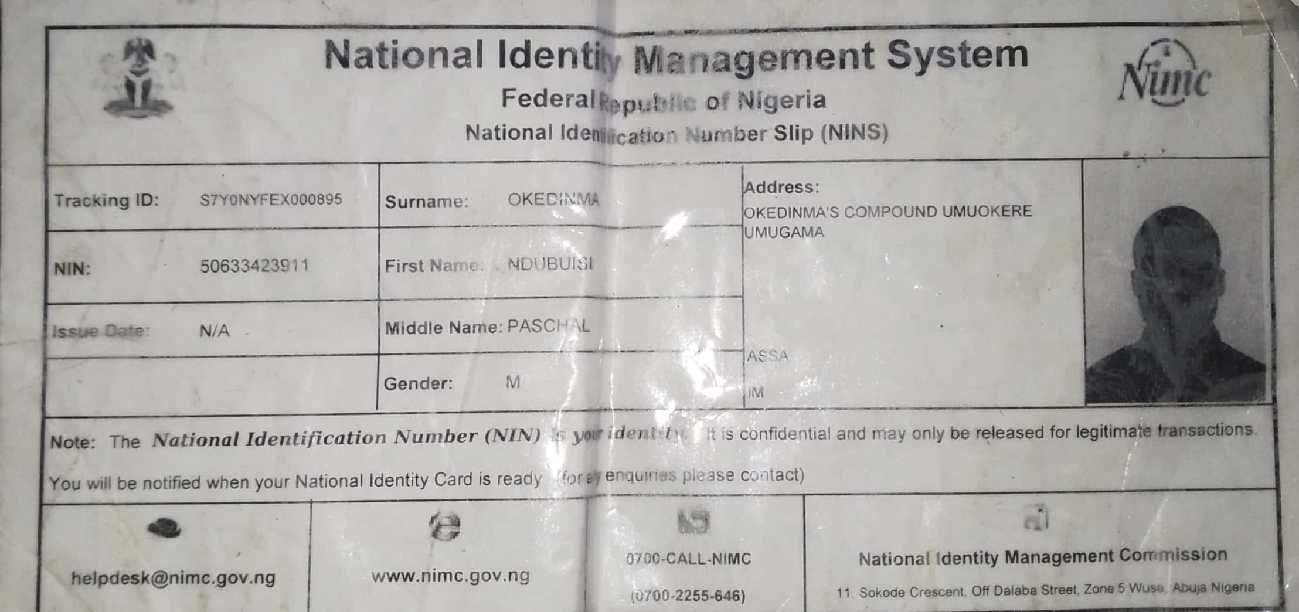 National Identity Management System
Federal Republic of Nigeria
National Identification Number Slip (NINS)
Nimc
Tracking ID: S7Y0NYFEX000895
Surname: OKEDINMA
Address:
OKEDINMA'S COMPOUND UMUOKERE
UMUGAMA
NIN: 50633423911
First Name: NDUBUISI
Issue Date: N/A
Middle Name: PASCHAL
ASSA
Gender: M
IM
Note: The National Identification Number (NIN) is your identity. It is confidential and may only be released for legitimate transactions.
You will be notified when your National Identity Card is ready (for any enquiries please contact)
helpdesk@nimc.gov.ng
www.nimc.gov.ng
0700-CALL-NIMC
(0700-2255-646)
National Identity Management Commission
11, Sokode Crescent, Off Dalaba Street, Zone 5 Wuse, Abuja Nigeria